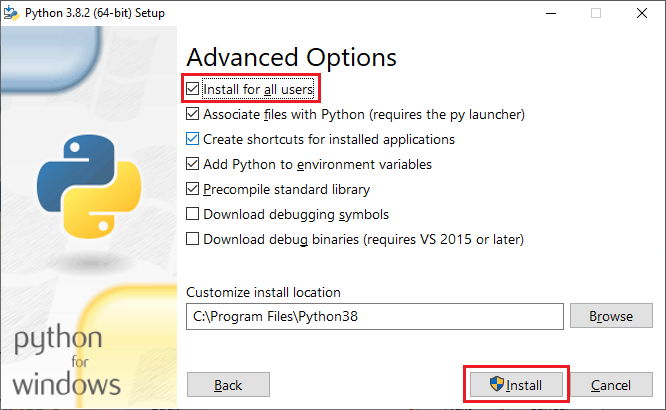 Python 3.8.2 (64-bit) Setup
Advanced Options
Install for all users
Associate files with Python (requires the py launcher)
Create shortcuts for installed applications
Add Python to environment variables
Precompile standard library
Download debugging symbols
Download debug binaries (requires VS 2015 or later)
Customize install location
C:\Program Files\Python38
Browse
python
for
windows
Back
Install
Cancel